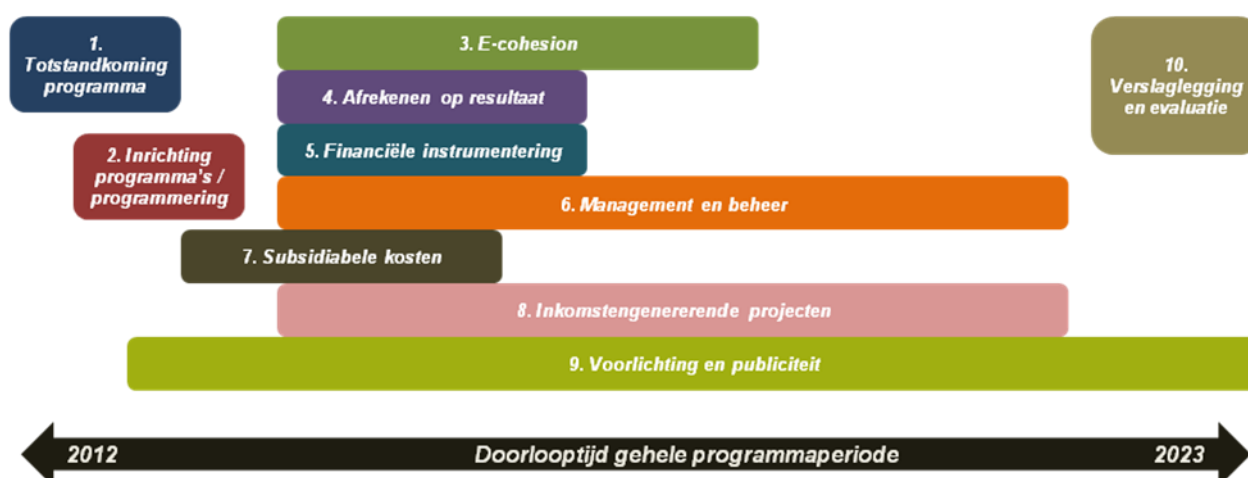 1.
Totstandkoming
programma
2. Inrichting
programma's /
programmering
3. E-cohesion
4. Afrekenen op resultaat
5. Financiële instrumentering
6. Management en beheer
7. Subsidiabele kosten
8. Inkomstengenererende projecten
9. Voorlichting en publiciteit
10.
Verslaglegging
en evaluatie
2012 Doorlooptijd gehele programmaperiode 2023